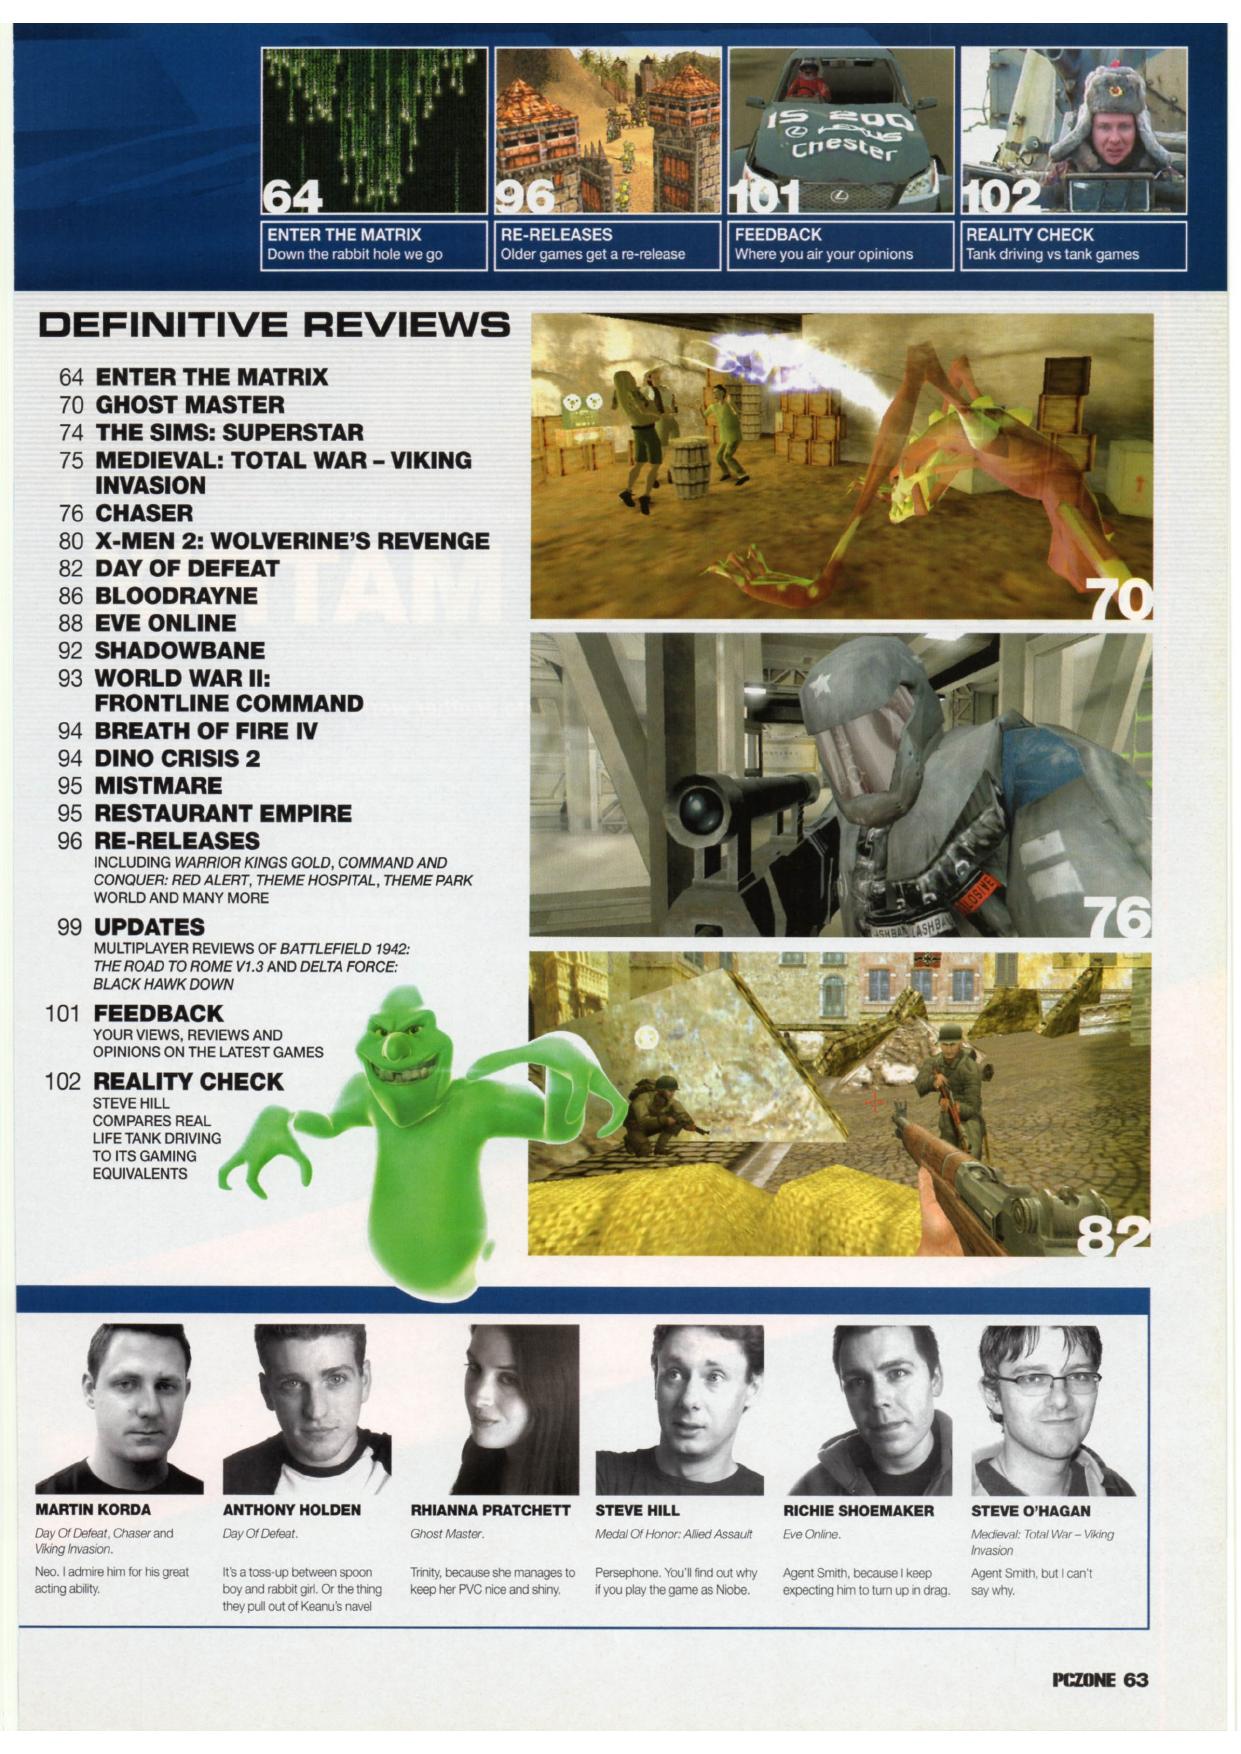 64
96
IS 200
LEXUS
Chester
101
102
ENTER THE MATRIX
Down the rabbit hole we go
RE-RELEASES
Older games get a re-release
FEEDBACK
Where you air your opinions
REALITY CHECK
Tank driving vs tank games
DEFINITIVE REVIEWS
64 ENTER THE MATRIX
70 GHOST MASTER
74 THE SIMS: SUPERSTAR
75 MEDIEVAL: TOTAL WAR – VIKING
INVASION
76 CHASER
80 X-MEN 2: WOLVERINE'S REVENGE
82 DAY OF DEFEAT
86 BLOODRAYNE
88 EVE ONLINE
92 SHADOWBANE
93 WORLD WAR II:
FRONTLINE COMMAND
94 BREATH OF FIRE IV
94 DINO CRISIS 2
95 MISTMARE
95 RESTAURANT EMPIRE
96 RE-RELEASES
INCLUDING WARRIOR KINGS GOLD, COMMAND AND
CONQUER: RED ALERT, THEME HOSPITAL, THEME PARK
WORLD AND MANY MORE
99 UPDATES
MULTIPLAYER REVIEWS OF BATTLEFIELD 1942:
THE ROAD TO ROME V1.3 AND DELTA FORCE:
BLACK HAWK DOWN
101 FEEDBACK
YOUR VIEWS, REVIEWS AND
OPINIONS ON THE LATEST GAMES
102 REALITY CHECK
STEVE HILL
COMPARES REAL
LIFE TANK DRIVING
TO ITS GAMING
EQUIVALENTS
70
76
82
MARTIN KORDA
Day Of Defeat, Chaser and
Viking Invasion.
Neo. I admire him for his great
acting ability.
ANTHONY HOLDEN
Day Of Defeat.
It's a toss-up between spoon
boy and rabbit girl. Or the thing
they pull out of Keanu's navel
RHIANNA PRATCHETT
Ghost Master.
Trinity, because she manages to
keep her PVC nice and shiny.
STEVE HILL
Medal Of Honor: Allied Assault
Persephone. You'll find out why
if you play the game as Niobe.
RICHIE SHOEMAKER
Eve Online.
Agent Smith, because I keep
expecting him to turn up in drag.
STEVE O'HAGAN
Medieval: Total War – Viking
Invasion
Agent Smith, but I can't
say why.
PCZONE 63